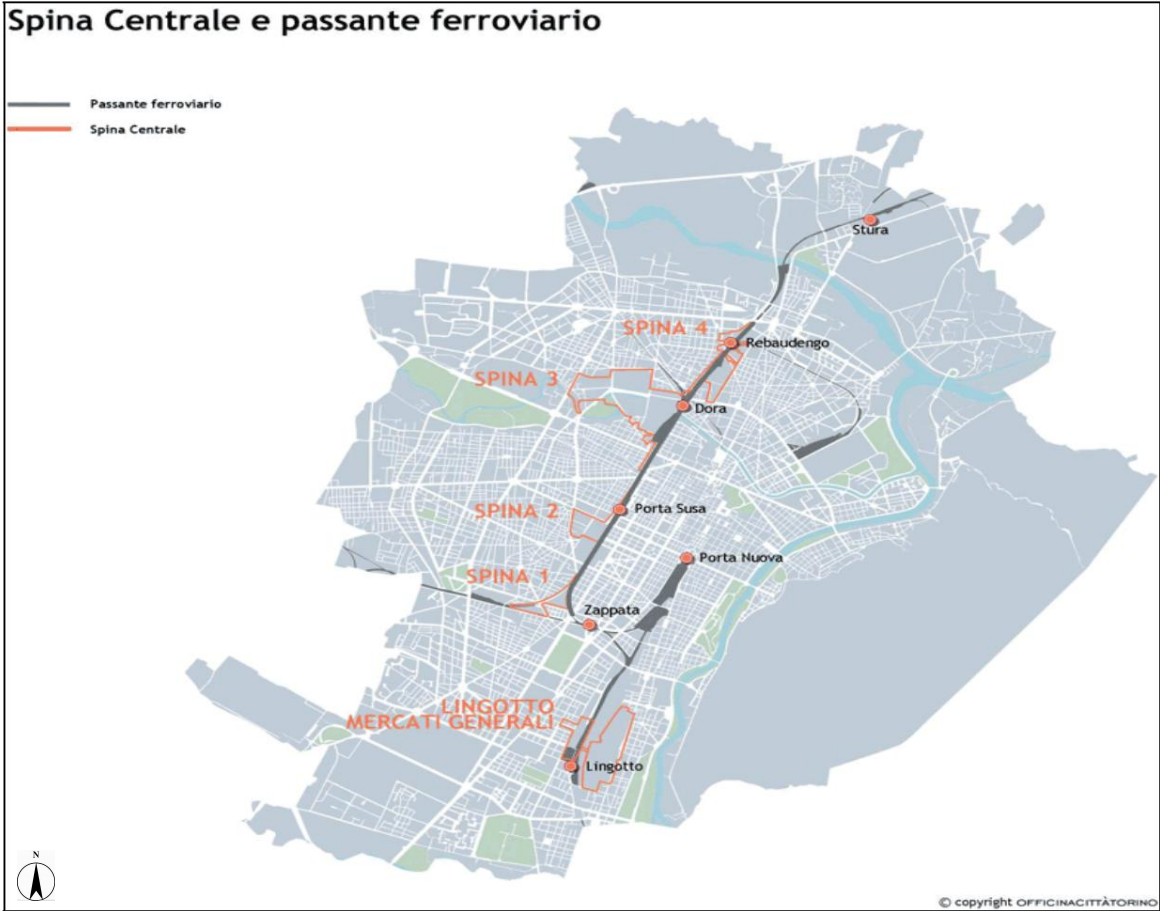 Spina Centrale e passante ferroviario
Passante ferroviario
Spina Centrale
Stura
SPINA 4
Rebaudengo
SPINA 3
Dora
SPINA 2
Porta Susa
Porta Nuova
SPINA 1
Zappata
LINGOTTO
MERCATI GENERALI
Lingotto
N
© copyright OFFICINACITTÀTORINO